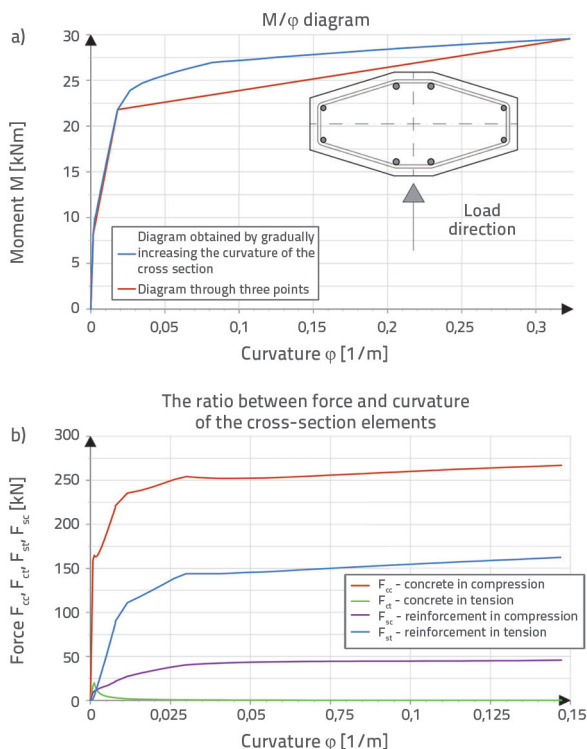 M/φ diagram
a)
Moment M [kNm]
30
25
20
15
10
5
0
0
0,05
0,1
0,15
0,2
0,25
0,3
Load
direction
Diagram obtained by gradually
increasing the curvature of the
cross section
Diagram through three points
Curvature φ [1/m]
The ratio between force and curvature
of the cross-section elements
b)
Force Fcc, Fct, Fst, Fsc [kN]
300
250
200
150
100
50
0
0
0,025
0,05
0,075
0,1
0,125
0,15
Fcc – concrete in compression
Fct – concrete in tension
Fsc – reinforcement in compression
Fst – reinforcement in tension
Curvature φ [1/m]